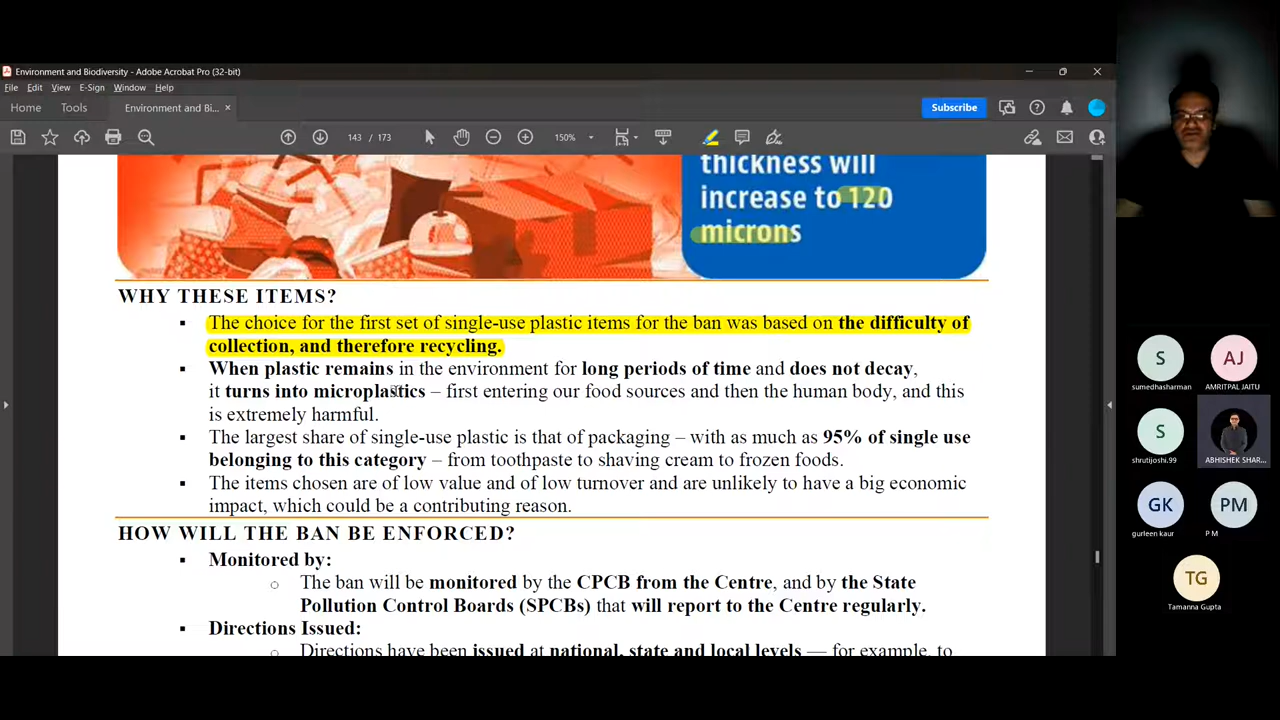 Environment and Biodiversity - Adobe Acrobat Pro (32-bit)
File Edit View E-Sign Window Help
Home Tools Environment and Bi... × Subscribe
143 / 173 150%
thickness will
increase to 120
microns
WHY THESE ITEMS?
▪ The choice for the first set of single-use plastic items for the ban was based on the difficulty of
collection, and therefore recycling.
▪ When plastic remains in the environment for long periods of time and does not decay,
it turns into microplastics – first entering our food sources and then the human body, and this
is extremely harmful.
▪ The largest share of single-use plastic is that of packaging – with as much as 95% of single use
belonging to this category – from toothpaste to shaving cream to frozen foods.
▪ The items chosen are of low value and of low turnover and are unlikely to have a big economic
impact, which could be a contributing reason.
HOW WILL THE BAN BE ENFORCED?
▪ Monitored by:
○ The ban will be monitored by the CPCB from the Centre, and by the State
Pollution Control Boards (SPCBs) that will report to the Centre regularly.
▪ Directions Issued:
○ Directions have been issued at national, state and local levels — for example, to
S
sumedhasharman
AJ
AMRITPAL JAITU
S
shrutijoshi.99
ABHISHEK SHAR...
GK
gurleen kaur
PM
P M
TG
Tamanna Gupta